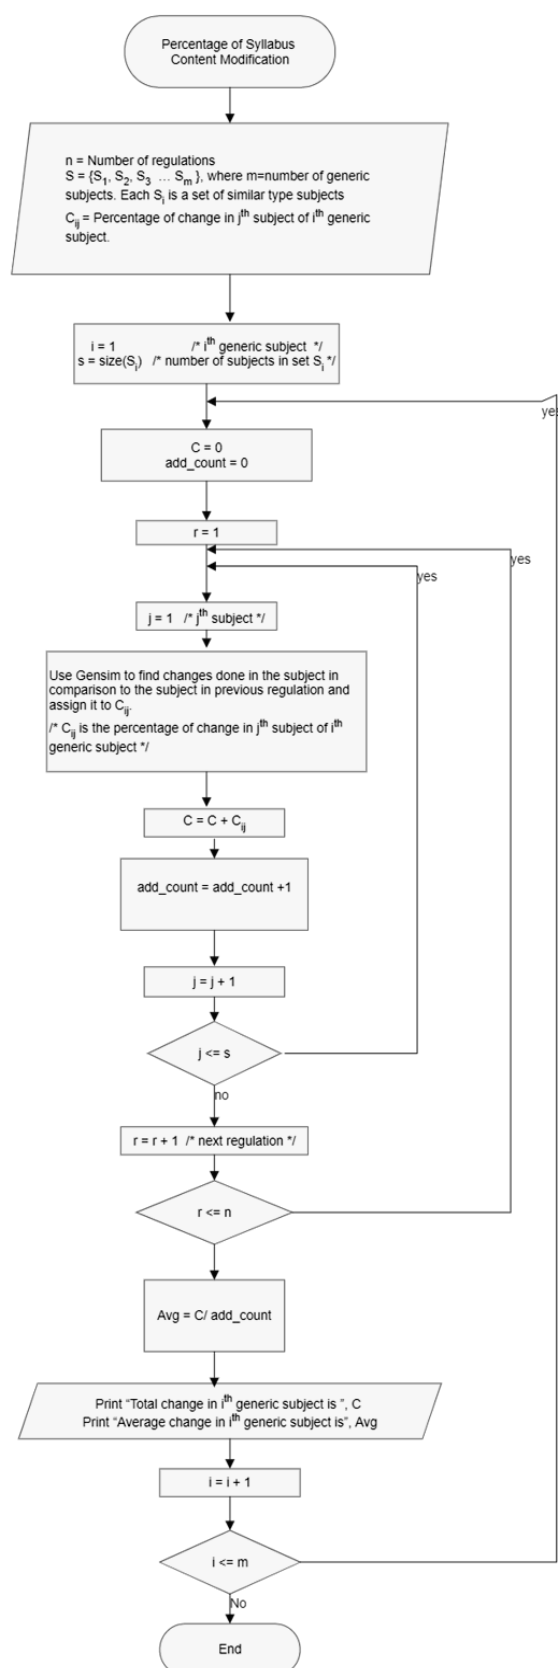 Percentage of Syllabus
Content Modification
n = Number of regulations
S = {S1, S2, S3 ... Sm }, where m=number of generic
subjects. Each Si is a set of similar type subjects
Cij = Percentage of change in jth subject of ith generic
subject.
i = 1 /* ith generic subject */
s = size(Si) /* number of subjects in set Si */
yes
C = 0
add_count = 0
r = 1
yes
yes
j = 1 /* jth subject */
Use Gensim to find changes done in the subject in
comparison to the subject in previous regulation and
assign it to Cij.
/* Cij is the percentage of change in jth subject of ith
generic subject */
C = C + Cij
add_count = add_count +1
j = j + 1
j <= s
no
r = r + 1 /* next regulation */
r <= n
Avg = C/ add_count
Print “Total change in ith generic subject is ”, C
Print “Average change in ith generic subject is”, Avg
i = i + 1
i <= m
No
End